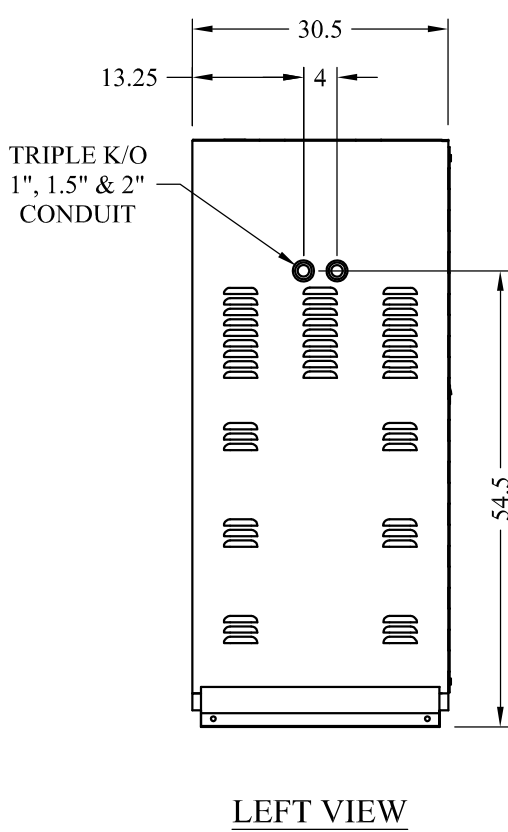 30.5
13.25
4
TRIPLE K/O
1", 1.5" & 2"
CONDUIT
54.5
LEFT VIEW